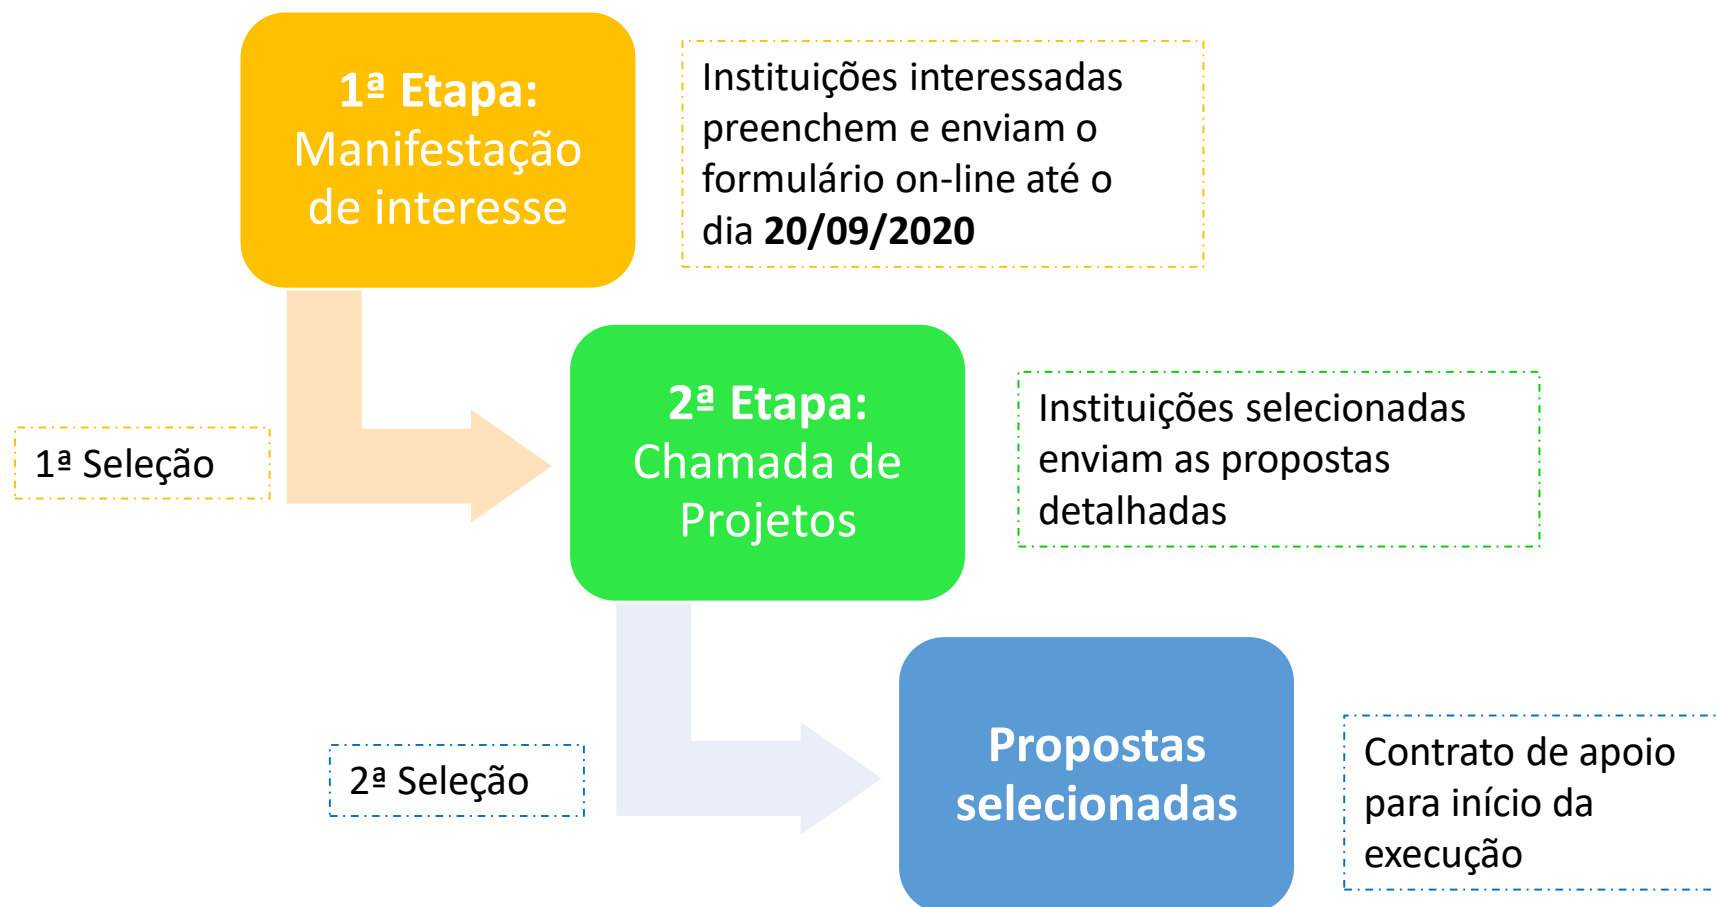 1ª Etapa:
Manifestação
de interesse
Instituições interessadas
preenchem e enviam o
formulário on-line até o
dia 20/09/2020
1ª Seleção
2ª Etapa:
Chamada de
Projetos
Instituições selecionadas
enviam as propostas
detalhadas
2ª Seleção
Propostas
selecionadas
Contrato de apoio
para início da
execução